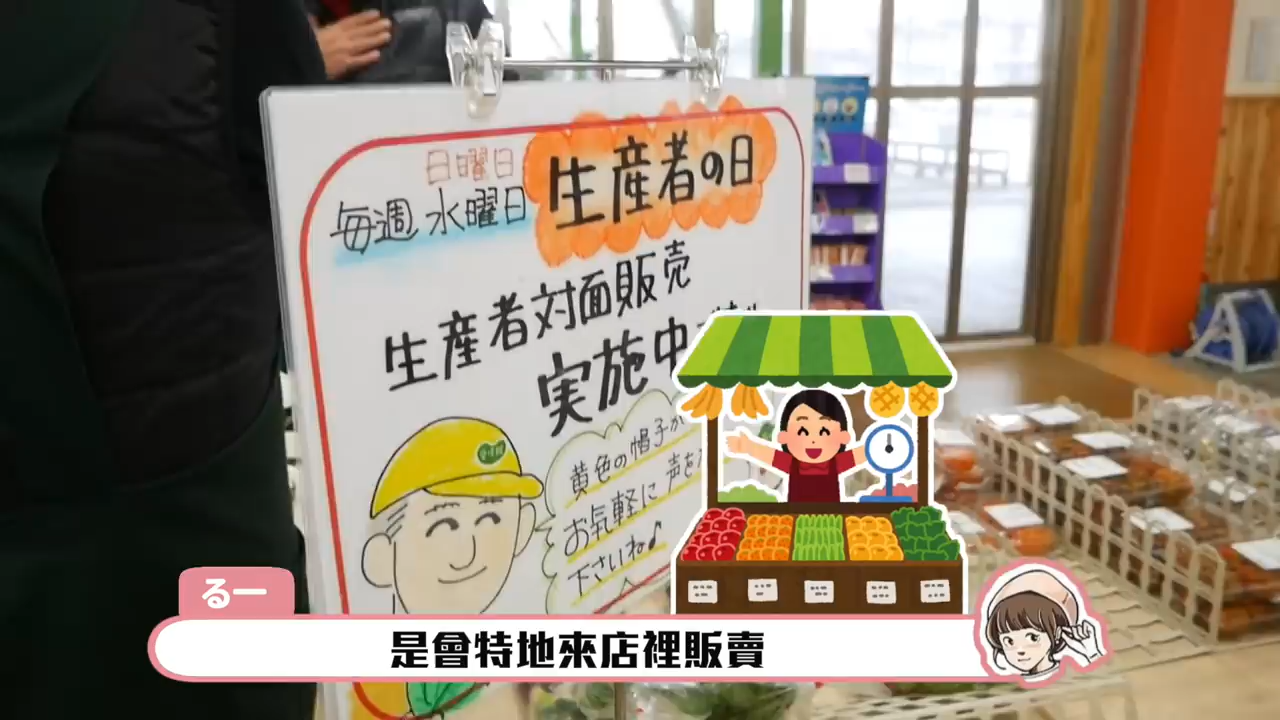 日曜日
毎週 水曜日
生産者の日
生産者対面販売
実施中
黄色の帽子が
お気軽に 声を
下さいね♪
るー
是會特地來店裡販賣